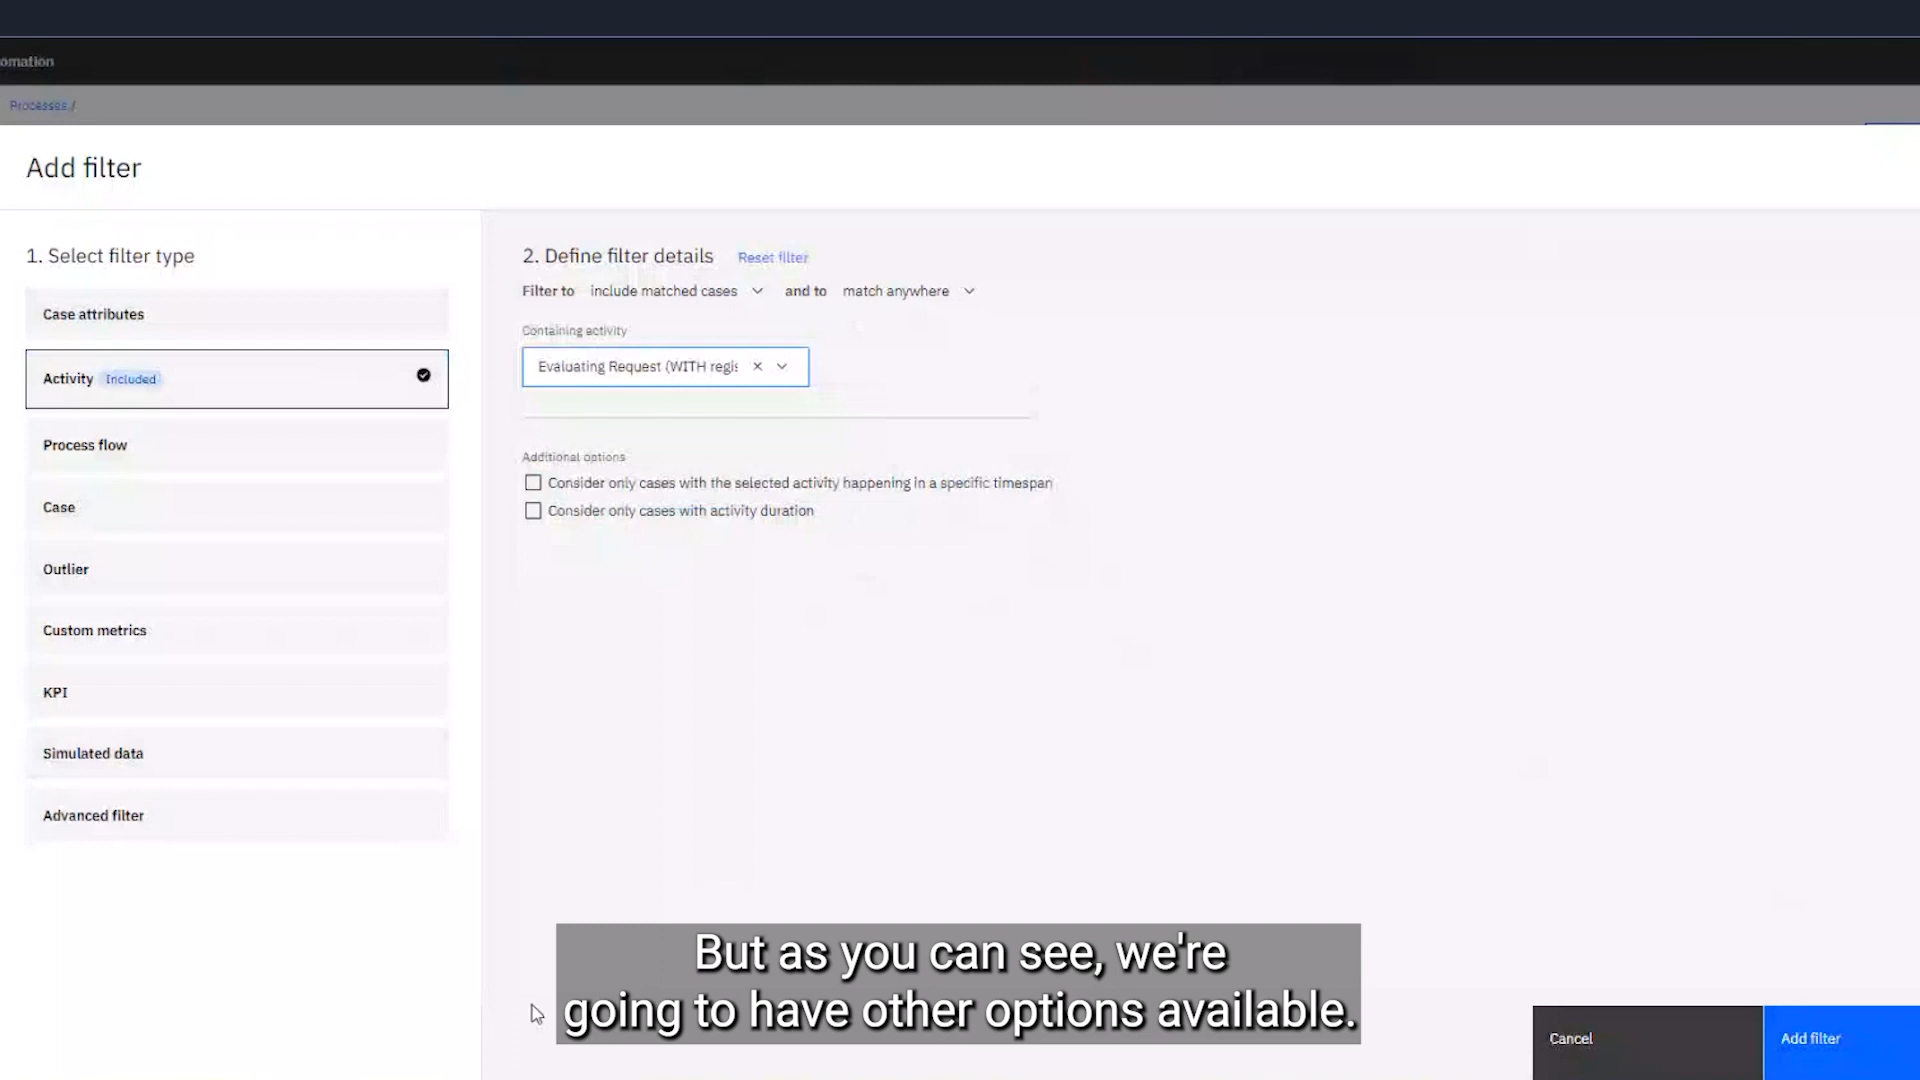 omation
Processes /
Add filter
1. Select filter type
Case attributes
Activity Included
Process flow
Case
Outlier
Custom metrics
KPI
Simulated data
Advanced filter
2. Define filter details Reset filter
Filter to include matched cases and to match anywhere
Containing activity
Evaluating Request (WITH regis
Additional options
Consider only cases with the selected activity happening in a specific timespan
Consider only cases with activity duration
But as you can see, we're
going to have other options available.
Cancel
Add filter